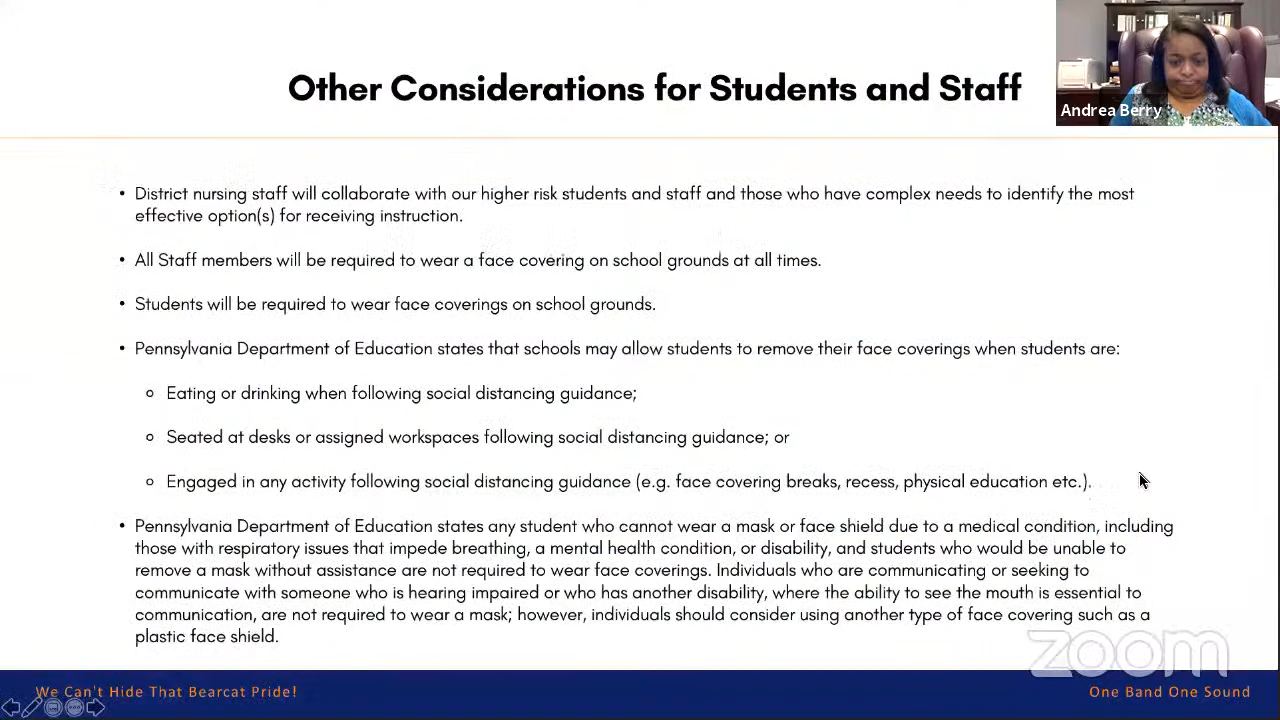 Other Considerations for Students and Staff
Andrea Berry
• District nursing staff will collaborate with our higher risk students and staff and those who have complex needs to identify the most
effective option(s) for receiving instruction.
• All Staff members will be required to wear a face covering on school grounds at all times.
• Students will be required to wear face coverings on school grounds.
• Pennsylvania Department of Education states that schools may allow students to remove their face coverings when students are:
o Eating or drinking when following social distancing guidance;
o Seated at desks or assigned workspaces following social distancing guidance; or
o Engaged in any activity following social distancing guidance (e.g. face covering breaks, recess, physical education etc.).
• Pennsylvania Department of Education states any student who cannot wear a mask or face shield due to a medical condition, including
those with respiratory issues that impede breathing, a mental health condition, or disability, and students who would be unable to
remove a mask without assistance are not required to wear face coverings. Individuals who are communicating or seeking to
communicate with someone who is hearing impaired or who has another disability, where the ability to see the mouth is essential to
communication, are not required to wear a mask; however, individuals should consider using another type of face covering such as a
plastic face shield.
zoom
We Can't Hide That Bearcat Pride!
One Band One Sound